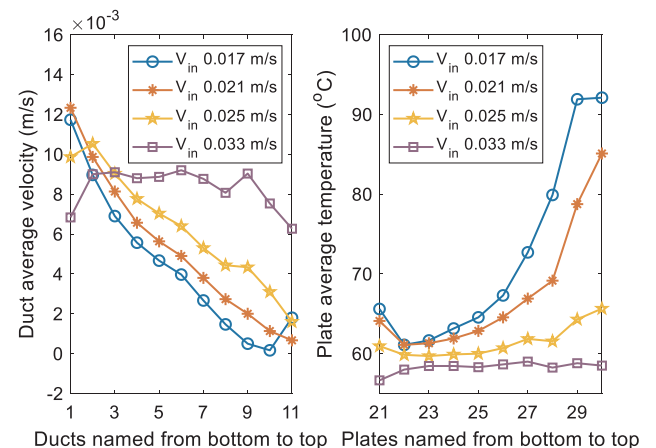 ×10⁻³
16
14
12
10
8
6
4
2
0
-2
Duct average velocity (m/s)
V_in 0.017 m/s
V_in 0.021 m/s
V_in 0.025 m/s
V_in 0.033 m/s
1 3 5 7 9 11
Ducts named from bottom to top
100
90
80
70
60
Plate average temperature (°C)
V_in 0.017 m/s
V_in 0.021 m/s
V_in 0.025 m/s
V_in 0.033 m/s
21 23 25 27 29
Plates named from bottom to top